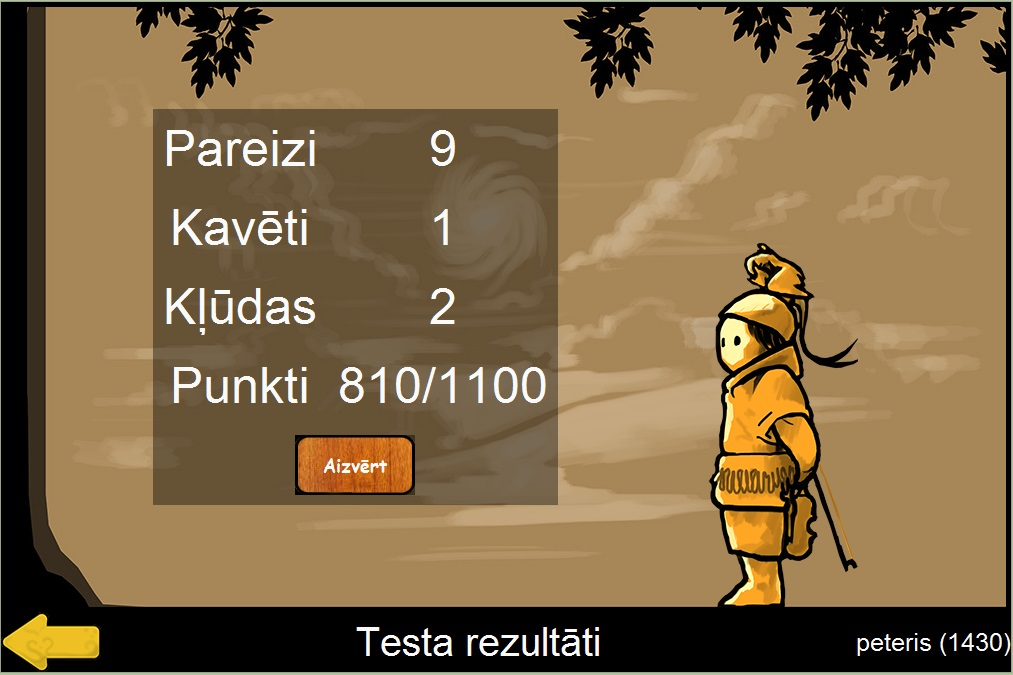 Pareizi 9
Kavēti 1
Kļūdas 2
Punkti 810/1100
Aizvērt
Testa rezultāti
peteris (1430)